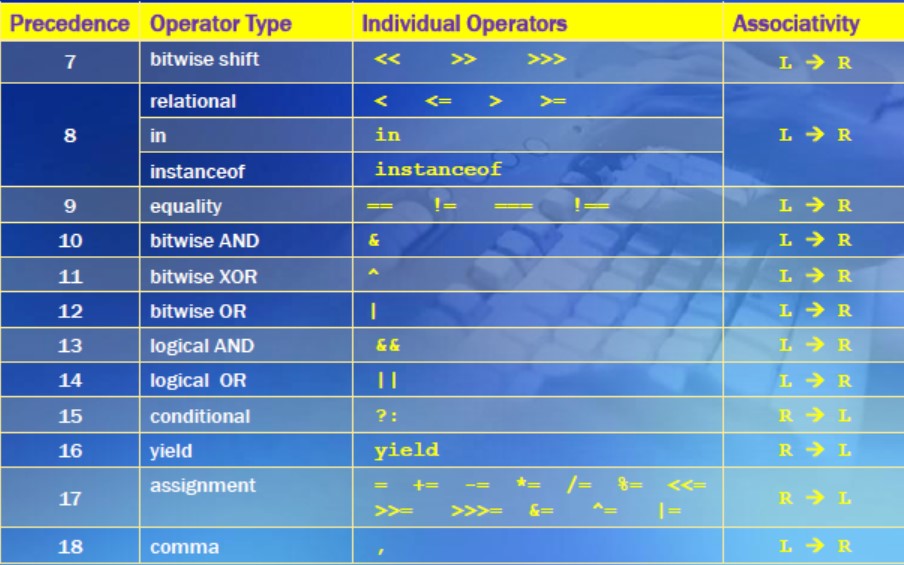 Precedence Operator Type Individual Operators Associativity
7 bitwise shift << >> >>> L → R
relational < <= > >=
8 in in L → R
instanceof instanceof
9 equality == != === !== L → R
10 bitwise AND & L → R
11 bitwise XOR ^ L → R
12 bitwise OR | L → R
13 logical AND && L → R
14 logical OR || L → R
15 conditional ?: R → L
16 yield yield R → L
17 assignment = += -= *= /= %= <<= R → L
>>= >>>= &= ^= |=
18 comma , L → R